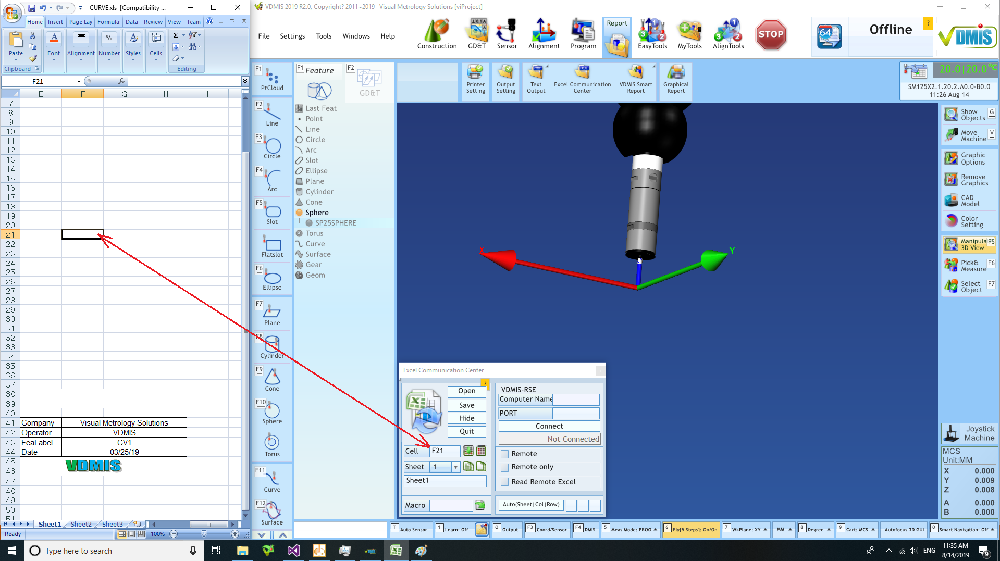 CURVE.xls  [Compatibility ...
Home Insert Page Lay Formula: Data Review View Team
Paste Font Alignment Number Styles Cells
Clipboard Editing
F21 fx
E F G H I
7
8
9
10
11
12
13
14
15
16
17
18
19
20
21
22
23
24
25
26
27
28
29
30
31
32
33
34
35
36
37
38
39
40
41 Company Visual Metrology Solutions
42 Operator VDMIS
43 FeaLabel CV1
44 Date 03/25/19
45 VDMIS
46
47
48
49
50
51
Sheet1 Sheet2 Sheet3
Ready 100%
VDMIS 2019 R2.0, Copyright? 2011~2019   Visual Metrology Solutions [viProject]
File Settings Tools Windows Help
Construction GD&T Sensor Alignment Program Report EasyTools MyTools AlignTools STOP
64 Offline ? VDMIS
F1 PtCloud
F2 Line
F3 Circle
F4 Arc
F5 Slot
Flatslot
F6 Ellipse
F7 Plane
F8 Cylinder
F9 Cone
F10 Sphere
Torus
F11 Curve
F12 Surface
F1 Feature
F2 GD&T
Last Feat
Point
Line
Circle
Arc
Slot
Ellipse
Plane
Cylinder
Cone
Sphere
SP25SPHERE
Torus
Curve
Surface
Gear
Geom
Printer Setting
Output Setting
TXT Text Output
XLS Excel Communication Center
VDMIS Smart Report
Graphical Report
20.0|20.0°C
SM125X2.1.20.2.A0.0-B0.0
11:26 Aug 14
X Y
Show Objects G
Move Machine V
Graphic Options
Remove Graphics
CAD Model
Color Setting
Manipula 3D View F5
Pick& Measure F6
Select Object F7
Joystick Machine
MCS
Unit:MM
X 0.000
Y 0.009
Z 0.008
A 0.000
B 0.000
Excel Communication Center
?
Open
Save
Hide
Quit
Cell F21
Sheet 1
Sheet1
Macro
VDMIS-RSE
Computer Name
PORT
Connect
Not Connected
Remote
Remote only
Read Remote Excel
Auto(Sheet|Col|Row)
T Auto Sensor 1 Learn: Off O Output F3 Coord/Sensor F4 DMIS 5 Meas Mode: PROG 6 Fly[5 Steps]: On/On 7 WkPlane: XY MM 8 Degree 9 Cart: MCS Autofocus 3D GUI 0 Smart Navigation: Off
Type here to search
ENG 11:35 AM
8/14/2019
9